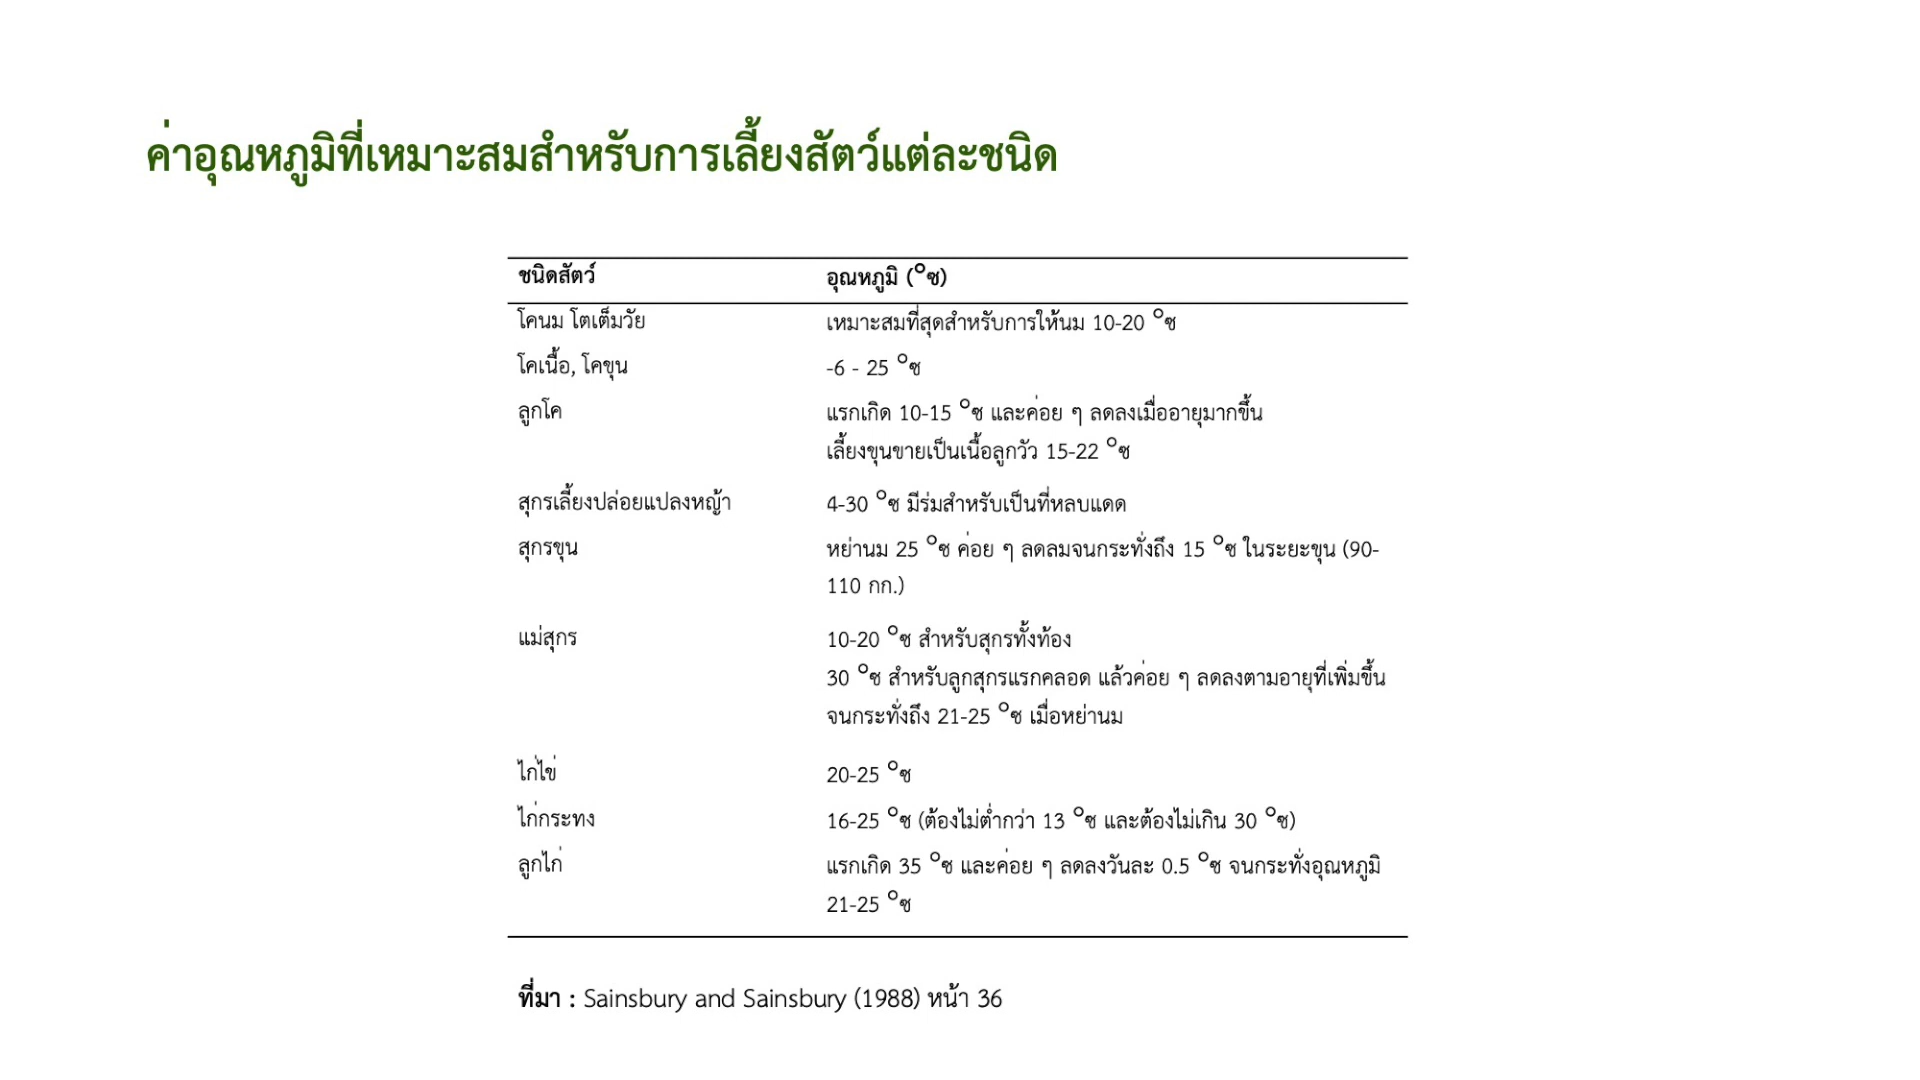 ค่าอุณหภูมิที่เหมาะสมสำหรับการเลี้ยงสัตว์แต่ละชนิด
ชนิดสัตว์ อุณหภูมิ (°ซ)
โคนม โตเต็มวัย เหมาะสมที่สุดสำหรับการให้นม 10-20 °ซ
โคเนื้อ, โคขุน -6 - 25 °ซ
ลูกโค แรกเกิด 10-15 °ซ และค่อย ๆ ลดลงเมื่ออายุมากขึ้น
เลี้ยงขุนขายเป็นเนื้อลูกวัว 15-22 °ซ
สุกรเลี้ยงปล่อยแปลงหญ้า 4-30 °ซ มีร่มสำหรับเป็นที่หลบแดด
สุกรขุน หย่านม 25 °ซ ค่อย ๆ ลดลมจนกระทั่งถึง 15 °ซ ในระยะขุน (90-
110 กก.)
แม่สุกร 10-20 °ซ สำหรับสุกรทั้งท้อง
30 °ซ สำหรับลูกสุกรแรกคลอด แล้วค่อย ๆ ลดลงตามอายุที่เพิ่มขึ้น
จนกระทั่งถึง 21-25 °ซ เมื่อหย่านม
ไก่ไข่ 20-25 °ซ
ไก่กระทง 16-25 °ซ (ต้องไม่ต่ำกว่า 13 °ซ และต้องไม่เกิน 30 °ซ)
ลูกไก่ แรกเกิด 35 °ซ และค่อย ๆ ลดลงวันละ 0.5 °ซ จนกระทั่งอุณหภูมิ
21-25 °ซ
ที่มา : Sainsbury and Sainsbury (1988) หน้า 36